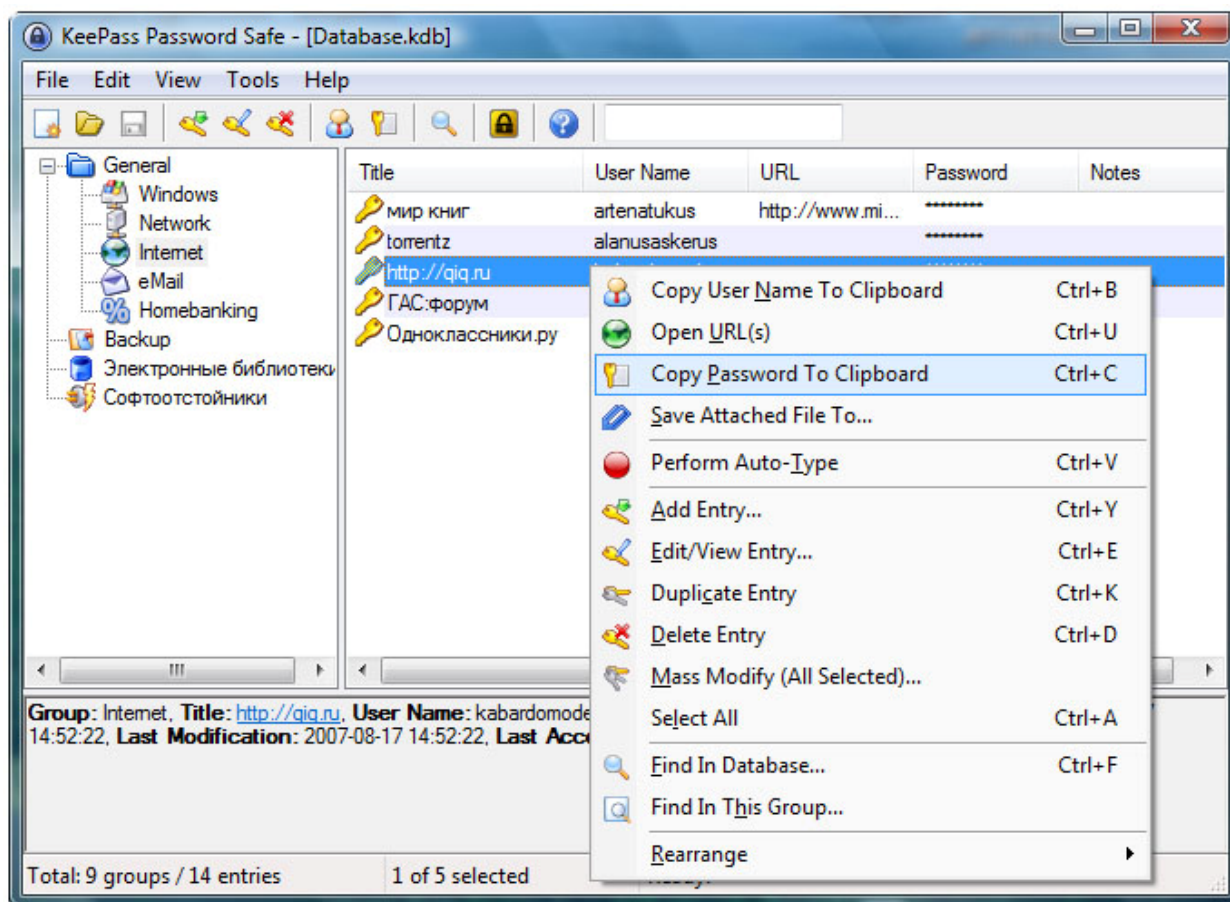 KeePass Password Safe - [Database.kdb]
File Edit View Tools Help
General
Windows
Network
Internet
eMail
Homebanking
Backup
Электронные библиотеки
Софтоотстойники
Title User Name URL Password Notes
мир книг artenatukus http://www.mi... ********
torrentz alanusaskerus ********
http://qiq.ru
ГАС:форум
Одноклассники.ру
Copy User Name To Clipboard Ctrl+B
Open URL(s) Ctrl+U
Copy Password To Clipboard Ctrl+C
Save Attached File To...
Perform Auto-Type Ctrl+V
Add Entry... Ctrl+Y
Edit/View Entry... Ctrl+E
Duplicate Entry Ctrl+K
Delete Entry Ctrl+D
Mass Modify (All Selected)...
Select All Ctrl+A
Find In Database... Ctrl+F
Find In This Group...
Rearrange
Group: Internet, Title: http://qiq.ru, User Name: kabardomode
14:52:22, Last Modification: 2007-08-17 14:52:22, Last Acce
Total: 9 groups / 14 entries 1 of 5 selected